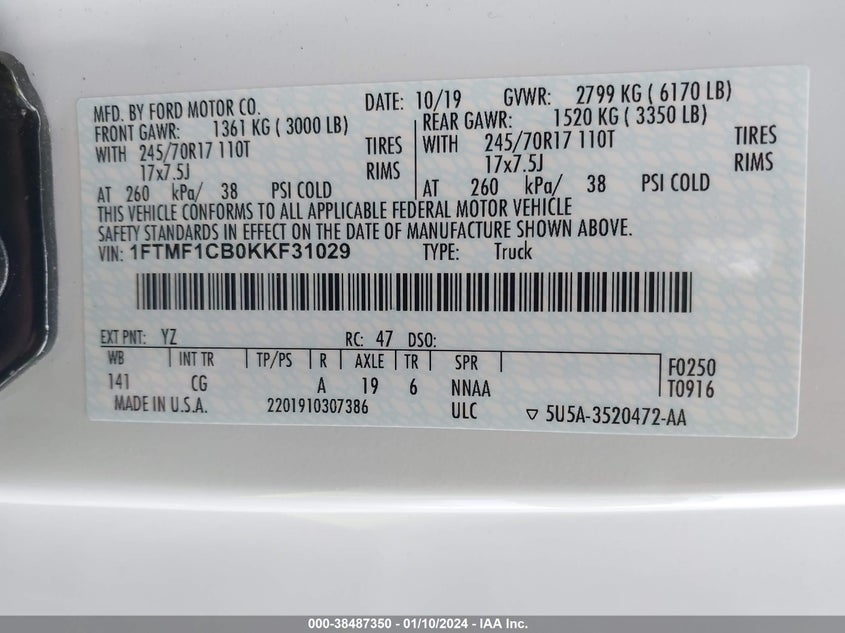 MFD. BY FORD MOTOR CO. DATE: 10/19 GVWR: 2799 KG ( 6170 LB)
FRONT GAWR: 1361 KG ( 3000 LB) REAR GAWR: 1520 KG ( 3350 LB)
WITH 245/70R17 110T TIRES WITH 245/70R17 110T TIRES
17x7.5J RIMS 17x7.5J RIMS
AT 260 kPa/ 38 PSI COLD AT 260 kPa/ 38 PSI COLD
THIS VEHICLE CONFORMS TO ALL APPLICABLE FEDERAL MOTOR VEHICLE
SAFETY STANDARDS IN EFFECT ON THE DATE OF MANUFACTURE SHOWN ABOVE.
VIN: 1FTMF1CB0KKF31029 TYPE: Truck
EXT PNT: YZ RC: 47 DSO:
WB INT TR TP/PS R AXLE TR SPR F0250
141 CG A 19 6 NNAA T0916
MADE IN U.S.A. 2201910307386 ULC ▽ 5U5A-3520472-AA
000-38487350 - 01/10/2024 - IAA Inc.